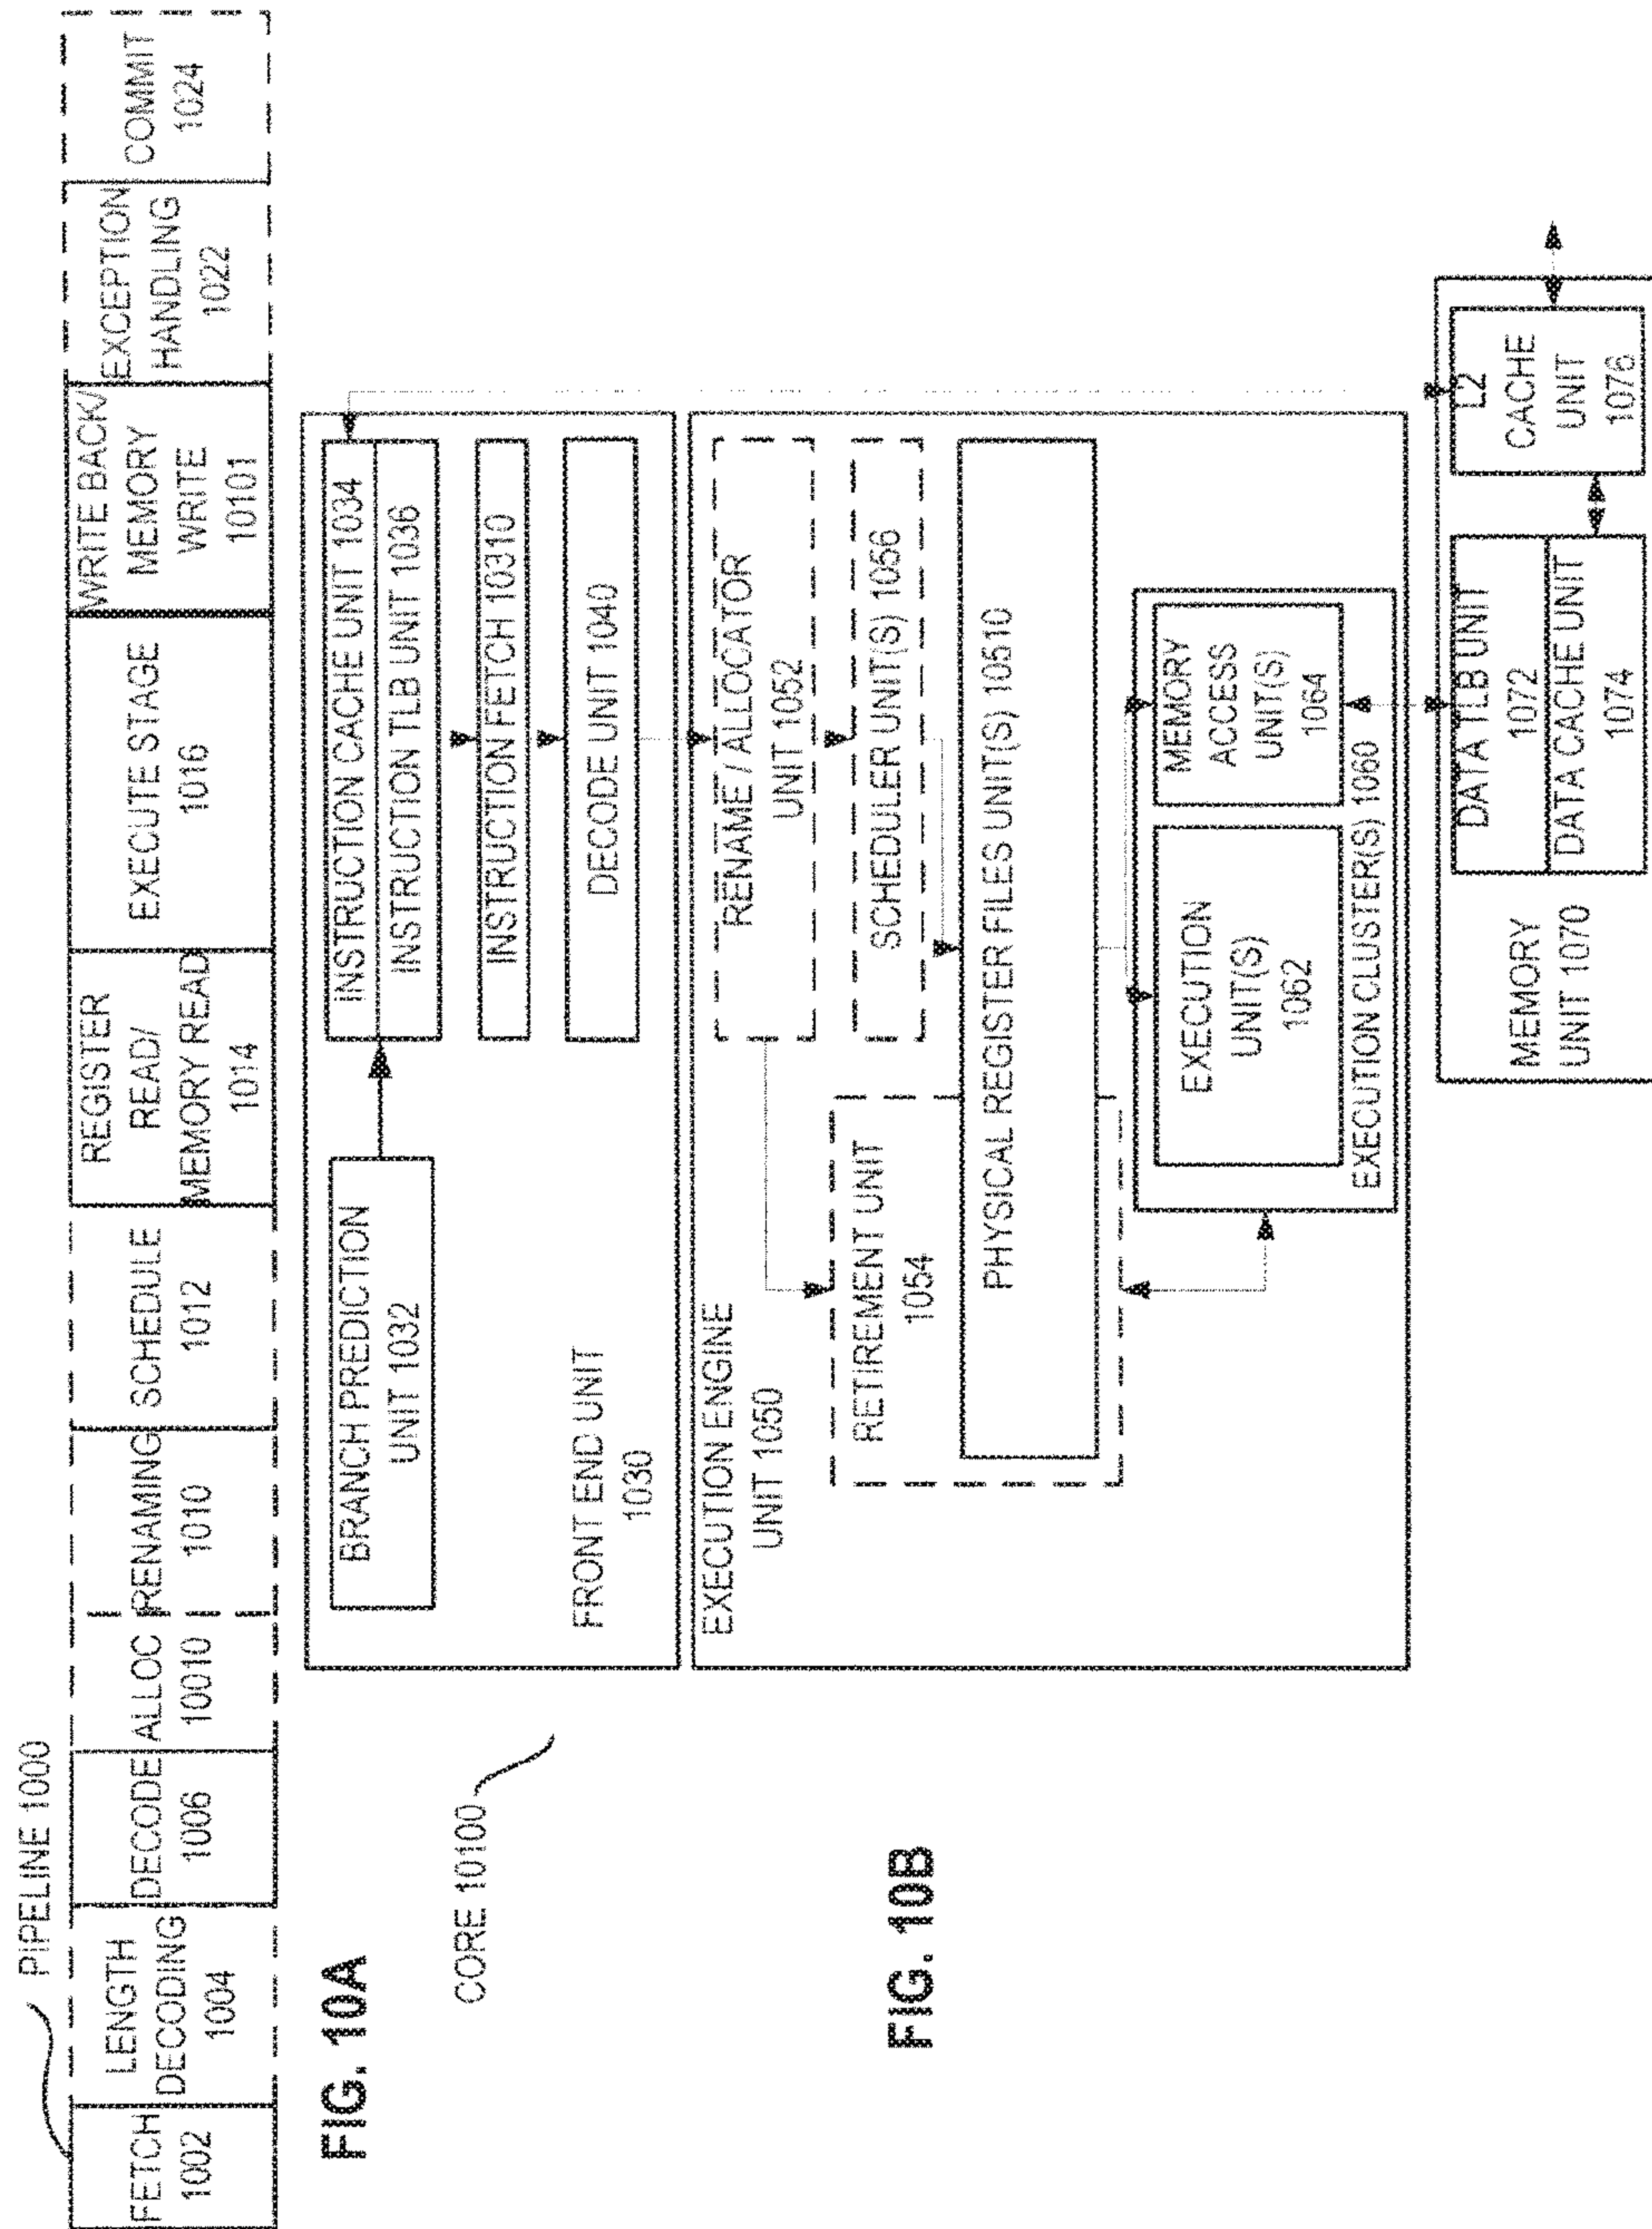 PIPELINE 1000
FETCH
1002
LENGTH
DECODING
1004
DECODE
1006
ALLOC
10010
RENAMING
1010
SCHEDULE
1012
REGISTER
READ/
MEMORY READ
1014
EXECUTE STAGE
1016
WRITE BACK/
MEMORY
WRITE
10101
EXCEPTION
HANDLING
1022
COMMIT
1024
FIG. 10A
CORE 10100
BRANCH PREDICTION
UNIT 1032
INSTRUCTION CACHE UNIT 1034
INSTRUCTION TLB UNIT 1036
INSTRUCTION FETCH 10310
DECODE UNIT 1040
FRONT END UNIT
1030
EXECUTION ENGINE
UNIT 1050
RENAME / ALLOCATOR
UNIT 1052
SCHEDULER UNIT(S) 1056
RETIREMENT UNIT
1054
PHYSICAL REGISTER FILES UNIT(S) 10510
EXECUTION
UNIT(S)
1062
MEMORY
ACCESS
UNIT(S)
1064
EXECUTION CLUSTER(S) 1060
FIG. 10B
MEMORY
UNIT 1070
DATA TLB UNIT
1072
DATA CACHE UNIT
1074
L2
CACHE
UNIT
1076